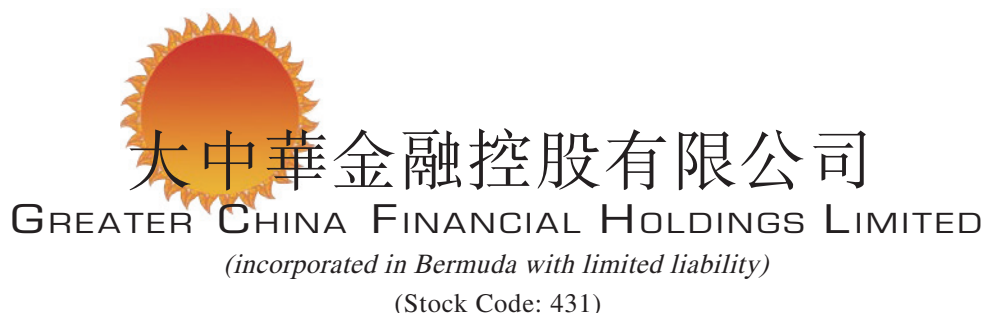 大中華金融控股有限公司
GREATER CHINA FINANCIAL HOLDINGS LIMITED
(incorporated in Bermuda with limited liability)
(Stock Code: 431)